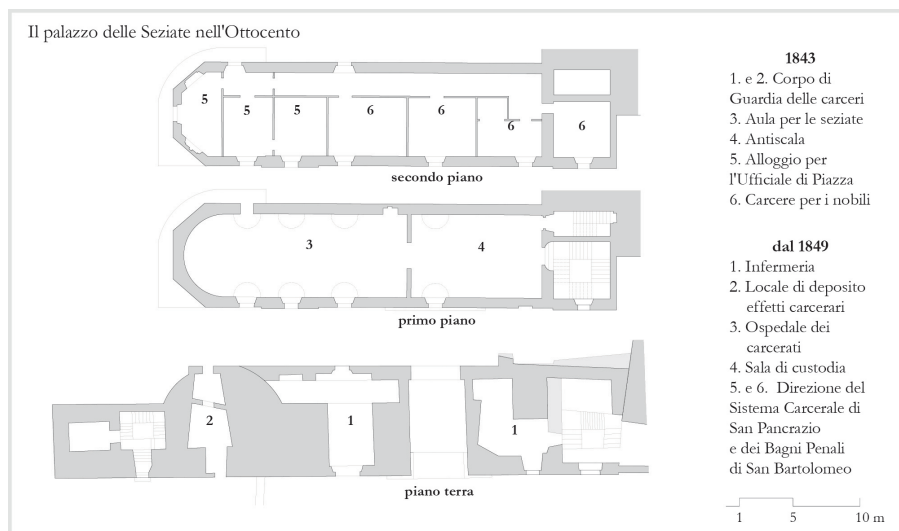 Il palazzo delle Seziate nell'Ottocento
5
5
5
6
6
6
6
secondo piano
3
4
primo piano
2
1
1
piano terra
1843
1. e 2. Corpo di
Guardia delle carceri
3. Aula per le seziate
4. Antiscala
5. Alloggio per
l'Ufficiale di Piazza
6. Carcere per i nobili
dal 1849
1. Infermeria
2. Locale di deposito
effetti carcerari
3. Ospedale dei
carcerati
4. Sala di custodia
5. e 6. Direzione del
Sistema Carcerale di
San Pancrazio
e dei Bagni Penali
di San Bartolomeo
1 5 10 m